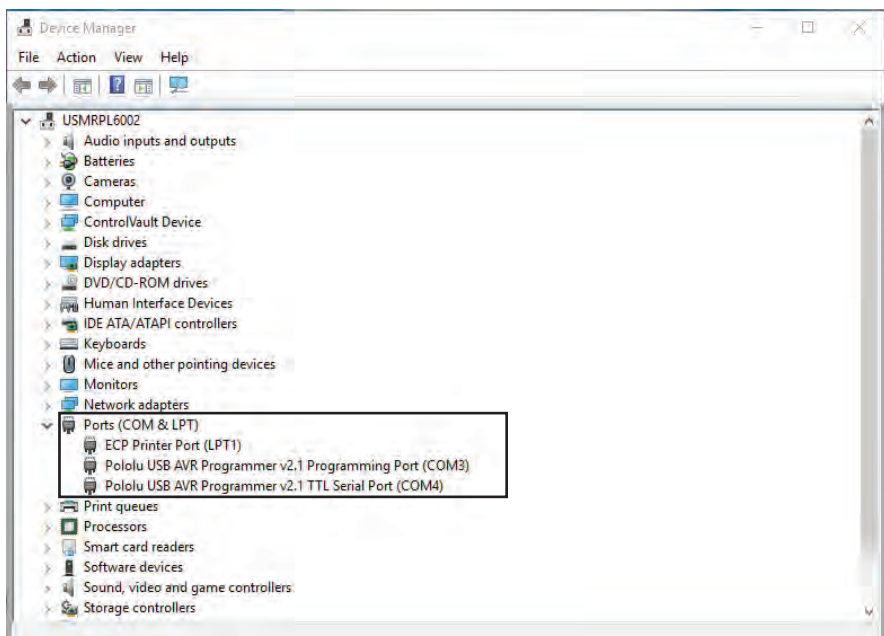 Device Manager
File Action View Help
USMRPL6002
Audio inputs and outputs
Batteries
Cameras
Computer
ControlVault Device
Disk drives
Display adapters
DVD/CD-ROM drives
Human Interface Devices
IDE ATA/ATAPI controllers
Keyboards
Mice and other pointing devices
Monitors
Network adapters
Ports (COM & LPT)
ECP Printer Port (LPT1)
Pololu USB AVR Programmer v2.1 Programming Port (COM3)
Pololu USB AVR Programmer v2.1 TTL Serial Port (COM4)
Print queues
Processors
Smart card readers
Software devices
Sound, video and game controllers
Storage controllers